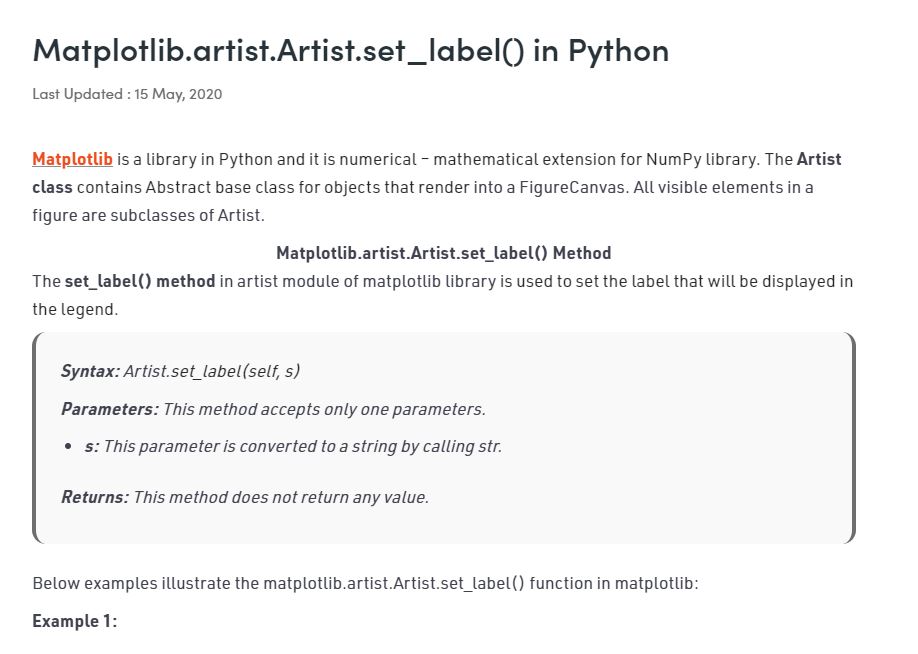 Matplotlib.artist.Artist.set_label() in Python
Last Updated : 15 May, 2020
Matplotlib is a library in Python and it is numerical – mathematical extension for NumPy library. The Artist
class contains Abstract base class for objects that render into a FigureCanvas. All visible elements in a
figure are subclasses of Artist.
Matplotlib.artist.Artist.set_label() Method
The set_label() method in artist module of matplotlib library is used to set the label that will be displayed in
the legend.
Syntax: Artist.set_label(self, s)
Parameters: This method accepts only one parameters.
• s: This parameter is converted to a string by calling str.
Returns: This method does not return any value.
Below examples illustrate the matplotlib.artist.Artist.set_label() function in matplotlib:
Example 1: